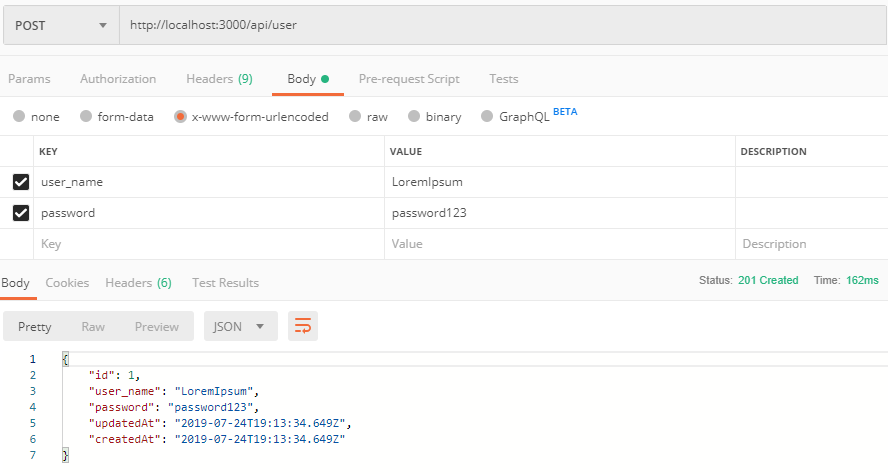 POST http://localhost:3000/api/user
Params Authorization Headers (9) Body Pre-request Script Tests
none form-data x-www-form-urlencoded raw binary GraphQL BETA
KEY VALUE DESCRIPTION
user_name LoremIpsum
password password123
Key Value Description
Body Cookies Headers (6) Test Results Status: 201 Created Time: 162ms
Pretty Raw Preview JSON
1 {
2 "id": 1,
3 "user_name": "LoremIpsum",
4 "password": "password123",
5 "updatedAt": "2019-07-24T19:13:34.649Z",
6 "createdAt": "2019-07-24T19:13:34.649Z"
7 }